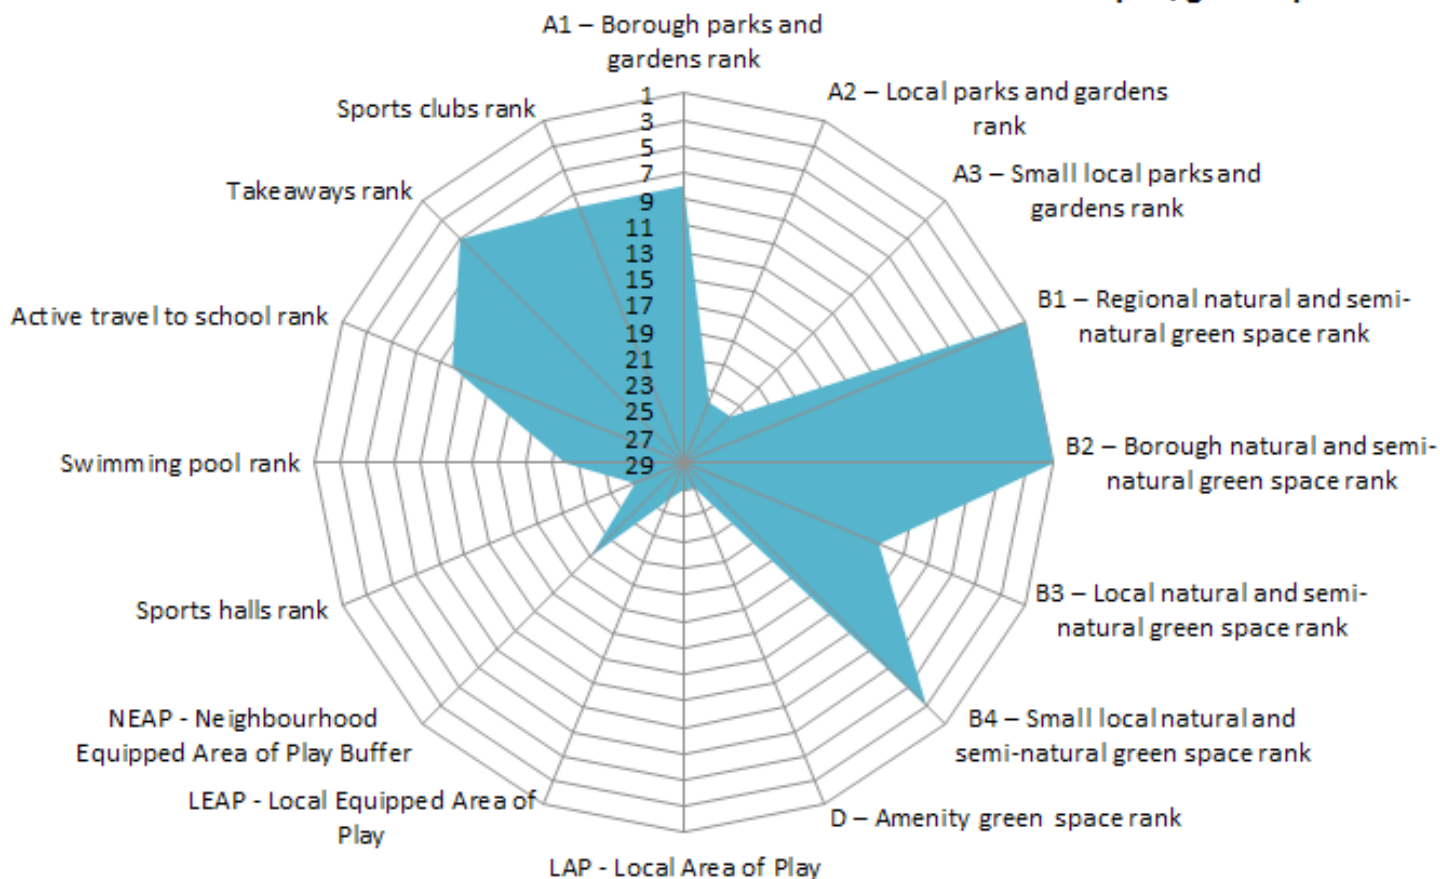 A1 – Borough parks and
gardens rank
A2 – Local parks and gardens
rank
A3 – Small local parks and
gardens rank
B1 – Regional natural and semi-
natural green space rank
B2 – Borough natural and semi-
natural green space rank
B3 – Local natural and semi-
natural green space rank
B4 – Small local natural and
semi-natural green space rank
D – Amenity green space rank
LAP - Local Area of Play
LEAP - Local Equipped Area of
Play
NEAP - Neighbourhood
Equipped Area of Play Buffer
Sports halls rank
Swimming pool rank
Active travel to school rank
Takeaways rank
Sports clubs rank
1
3
5
7
9
11
13
15
17
19
21
23
25
27
29